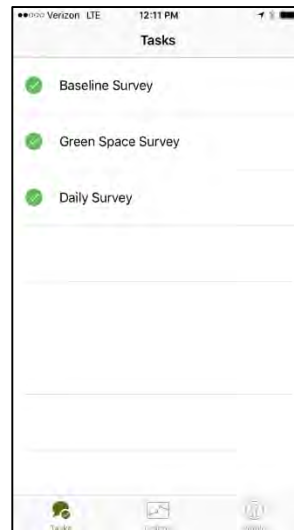 Verizon LTE 12:11 PM
Tasks
Baseline Survey
Green Space Survey
Daily Survey
Tasks